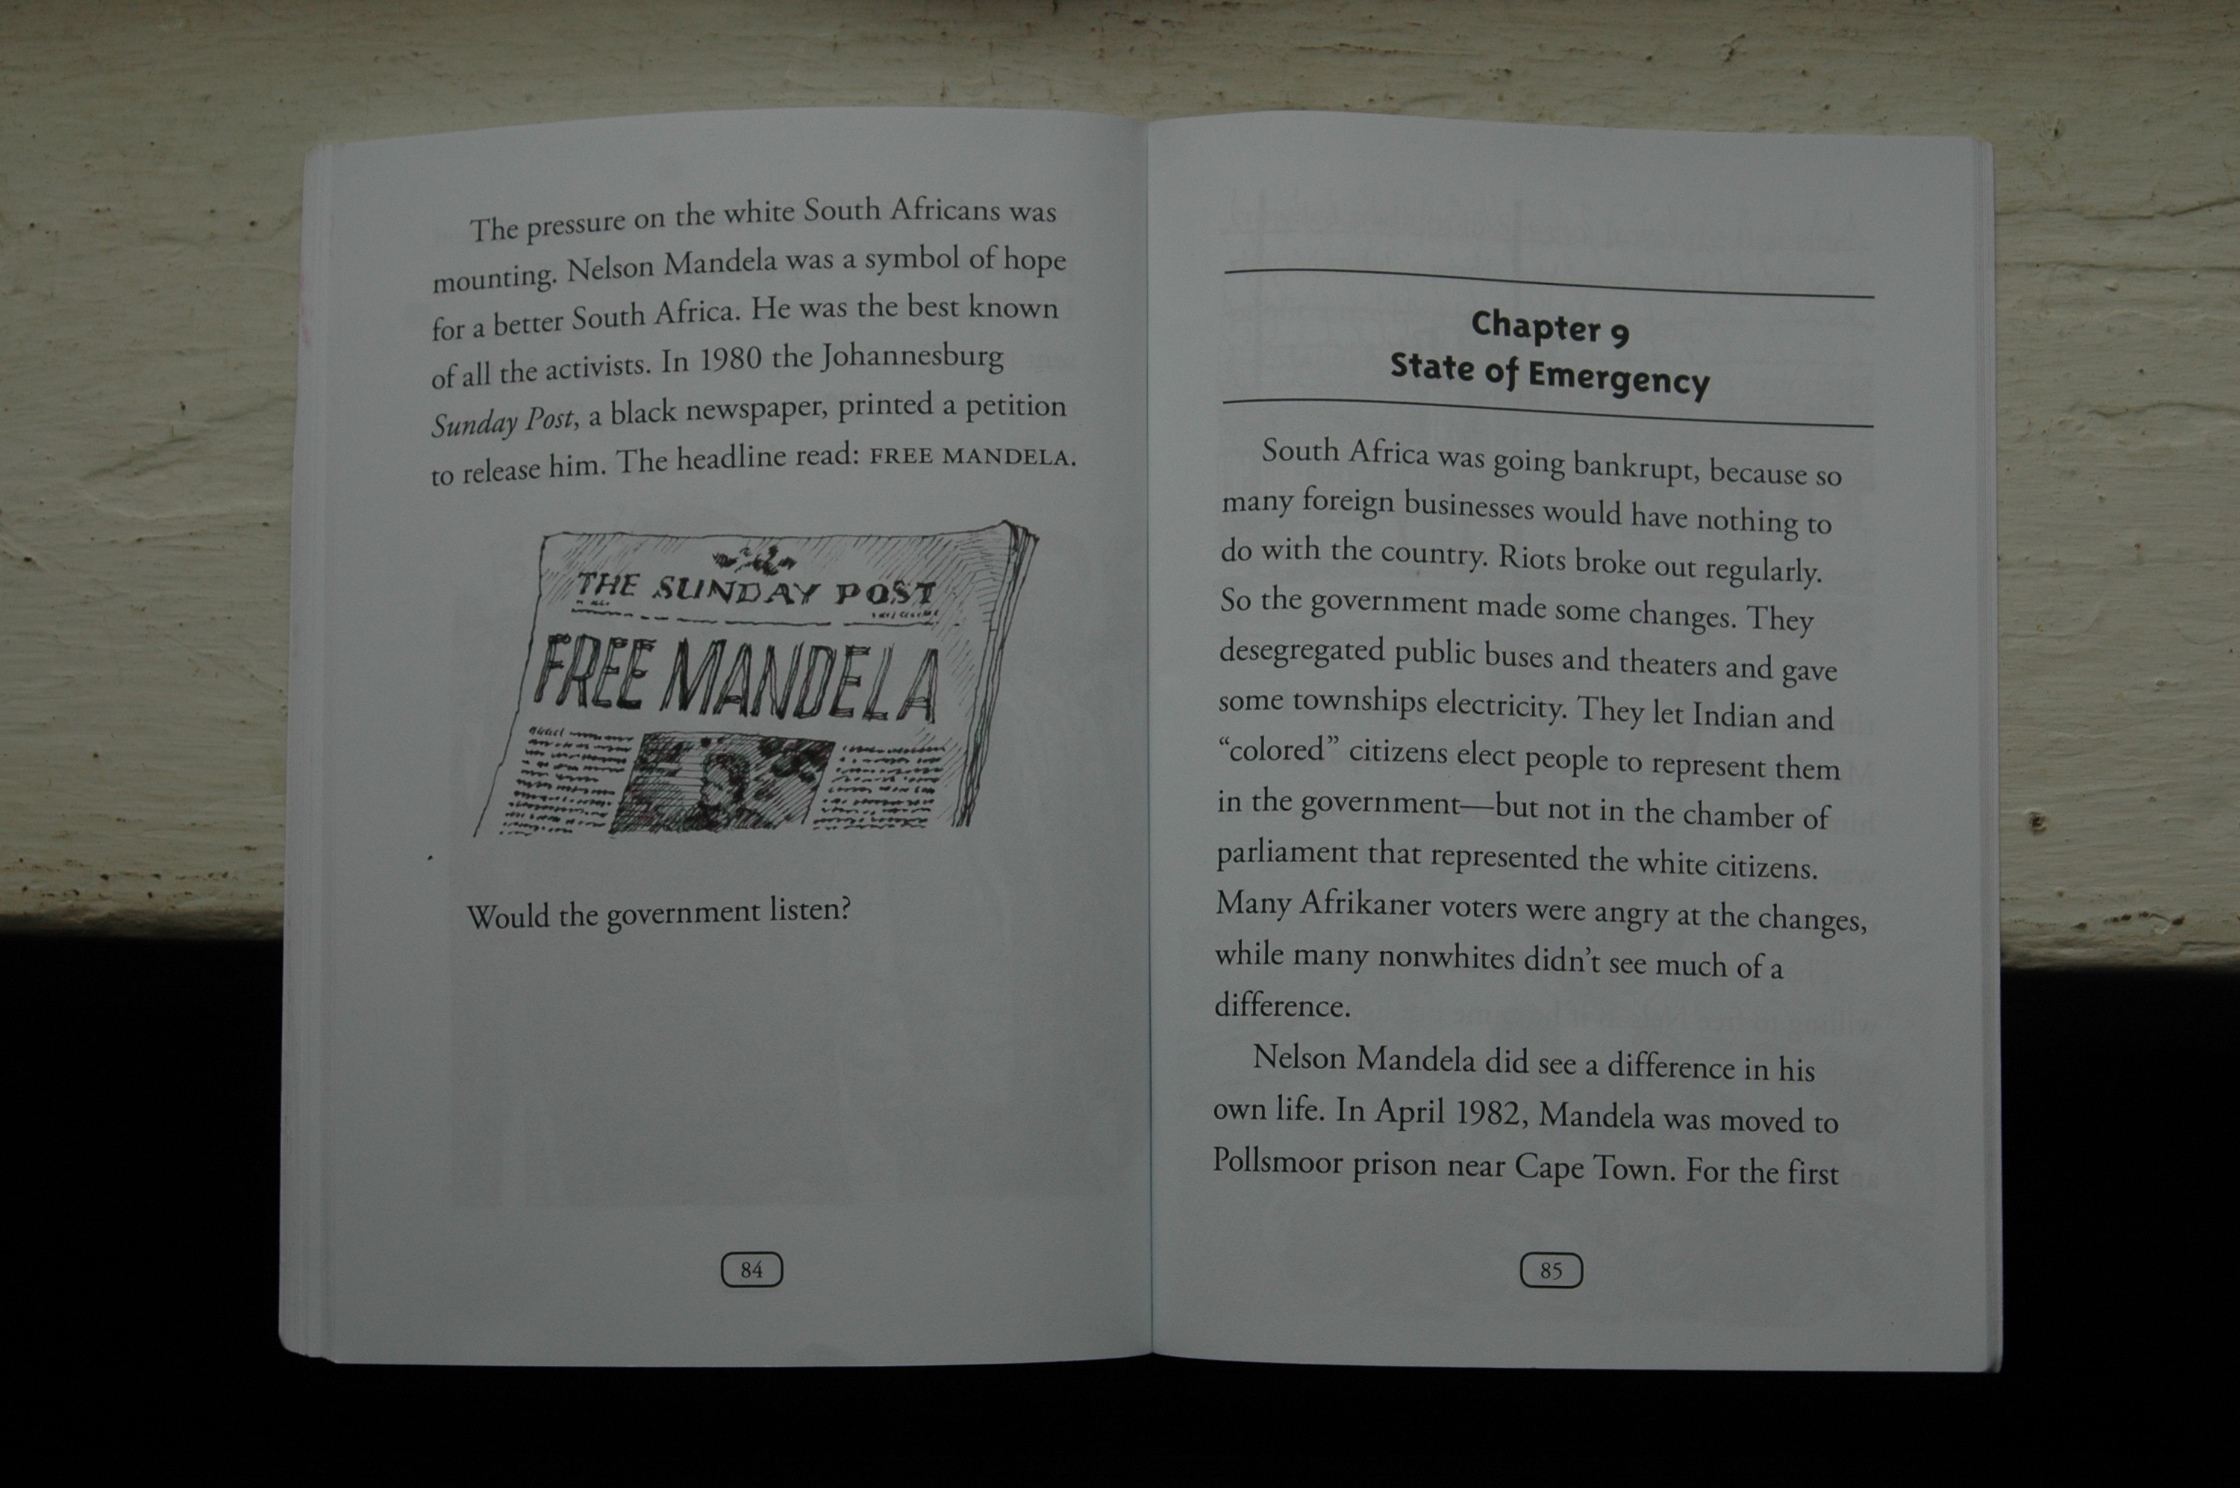 The pressure on the white South Africans was
mounting. Nelson Mandela was a symbol of hope
for a better South Africa. He was the best known
of all the activists. In 1980 the Johannesburg
Sunday Post, a black newspaper, printed a petition
to release him. The headline read: FREE MANDELA.
THE SUNDAY POST
FREE MANDELA
Would the government listen?
84
Chapter 9
State of Emergency
South Africa was going bankrupt, because so
many foreign businesses would have nothing to
do with the country. Riots broke out regularly.
So the government made some changes. They
desegregated public buses and theaters and gave
some townships electricity. They let Indian and
“colored” citizens elect people to represent them
in the government—but not in the chamber of
parliament that represented the white citizens.
Many Afrikaner voters were angry at the changes,
while many nonwhites didn’t see much of a
difference.
Nelson Mandela did see a difference in his
own life. In April 1982, Mandela was moved to
Pollsmoor prison near Cape Town. For the first
85